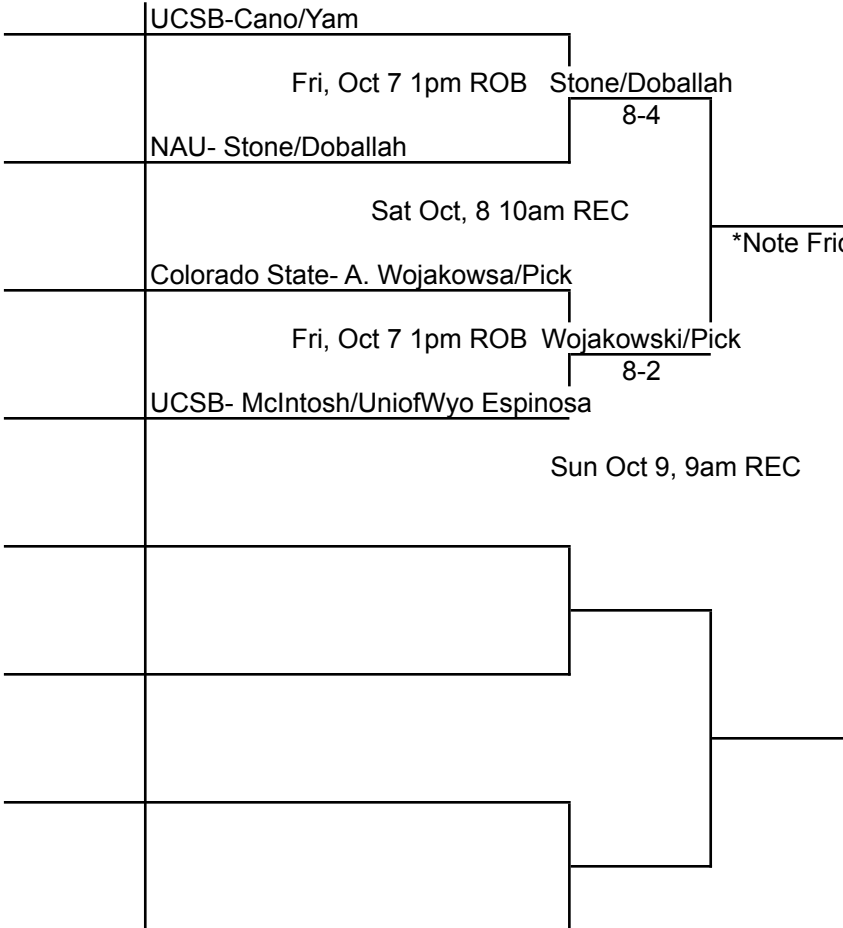 UCSB-Cano/Yam
Fri, Oct 7 1pm ROB Stone/Doballah
8-4
NAU- Stone/Doballah
Sat Oct, 8 10am REC
*Note
Colorado State- A. Wojakowsa/Pick
Fri, Oct 7 1pm ROB Wojakowski/Pick
8-2
UCSB- McIntosh/UniofWyo Espinosa
Sun Oct 9, 9am REC